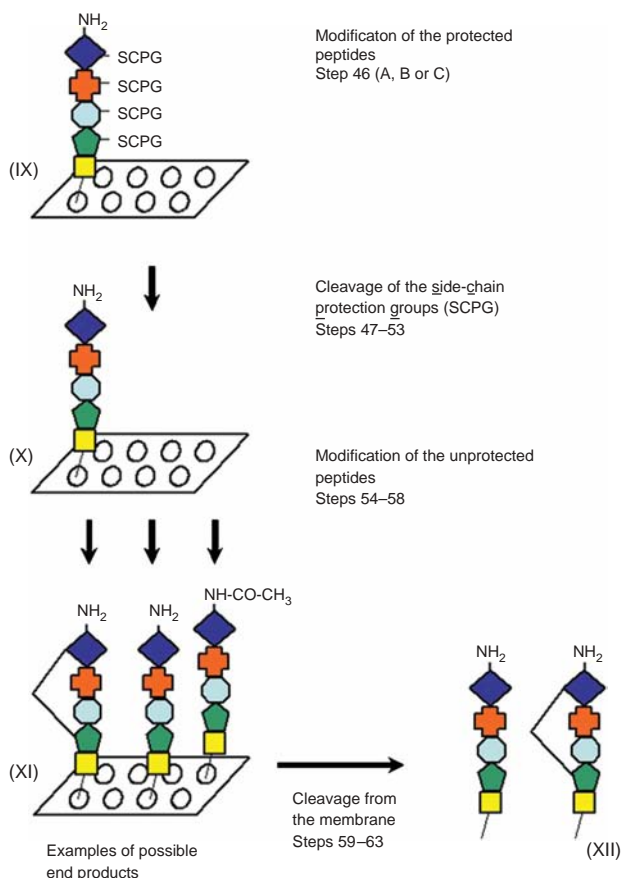 NH2
SCPG
SCPG
SCPG
SCPG
(IX)
Modificaton of the protected
peptides
Step 46 (A, B or C)
NH2
(X)
Cleavage of the side-chain
protection groups (SCPG)
Steps 47–53
Modification of the unprotected
peptides
Steps 54–58
NH2
NH2
NH-CO-CH3
(XI)
Examples of possible
end products
Cleavage from
the membrane
Steps 59–63
NH2
NH2
(XII)